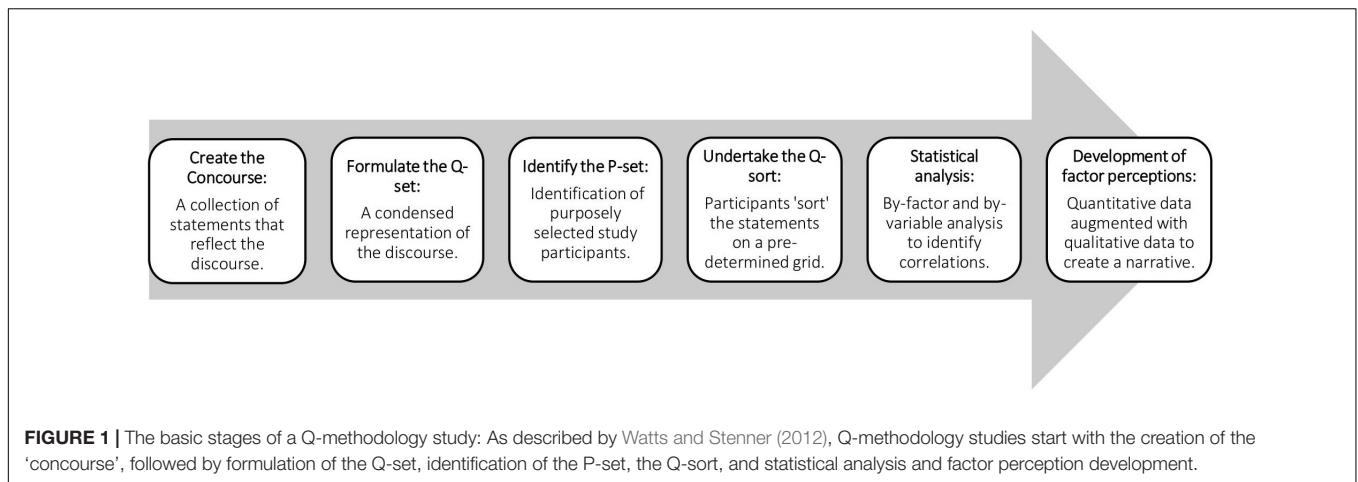 Create the
Concourse:
A collection of
statements that
reflect the
discourse.
Formulate the Q-
set:
A condensed
representation of
the discourse.
Identify the P-set:
Identification of
purposely
selected study
participants.
Undertake the Q-
sort:
Participants 'sort'
the statements
on a pre-
determined grid.
Statistical
analysis:
By-factor and by-
variable analysis
to identify
correlations.
Development of
factor perceptions:
Quantitative data
augmented with
qualitative data to
create a narrative.
FIGURE 1 | The basic stages of a Q-methodology study: As described by Watts and Stenner (2012), Q-methodology studies start with the creation of the
‘concourse’, followed by formulation of the Q-set, identification of the P-set, the Q-sort, and statistical analysis and factor perception development.